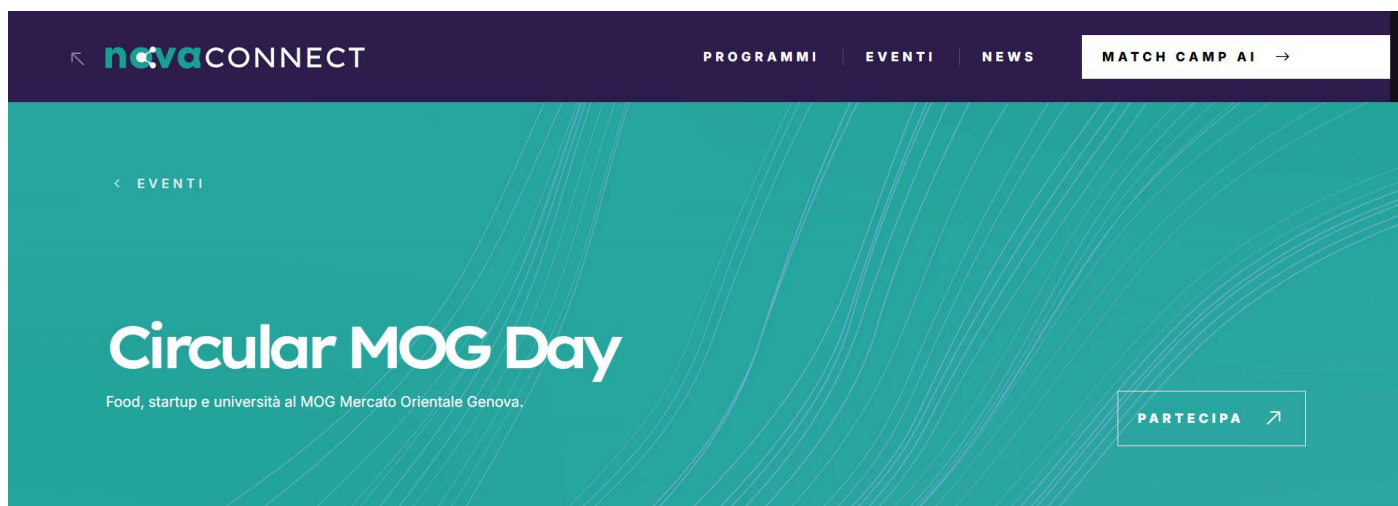 novaCONNECT
PROGRAMMI
EVENTI
NEWS
MATCH CAMP AI
EVENTI
Circular MOG Day
Food, startup e università al MOG Mercato Orientale Genova.
PARTECIPA